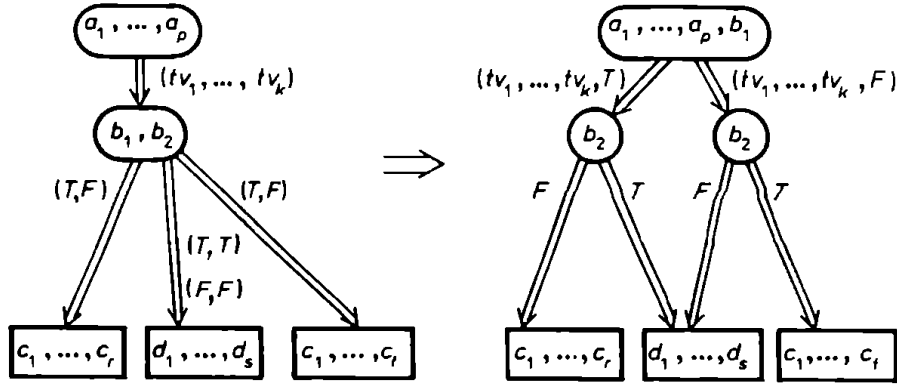 a₁ , ... , aₚ
(tv₁, ..., tvₖ)
b₁ , b₂
(T,F)
(T,F)
(T, T)
(F, F)
c₁ , ..., cᵣ
d₁ , ..., dₛ
c₁ , ..., cₜ
⇒
a₁ , ..., aₚ , b₁
(tv₁, ..., tvₖ, T)
(tv₁, ..., tvₖ , F)
b₂
b₂
F
T
F
T
c₁ , ..., cᵣ
d₁ , ..., dₛ
c₁, ..., cₜ